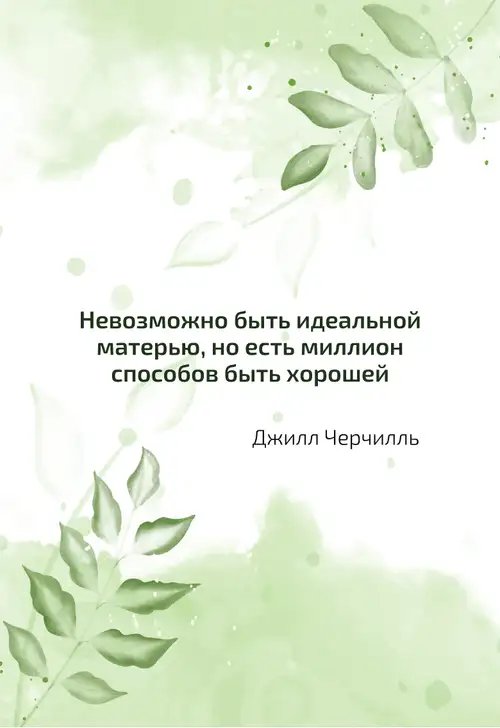 Невозможно быть идеальной
матерью, но есть миллион
способов быть хорошей
Джилл Черчилль